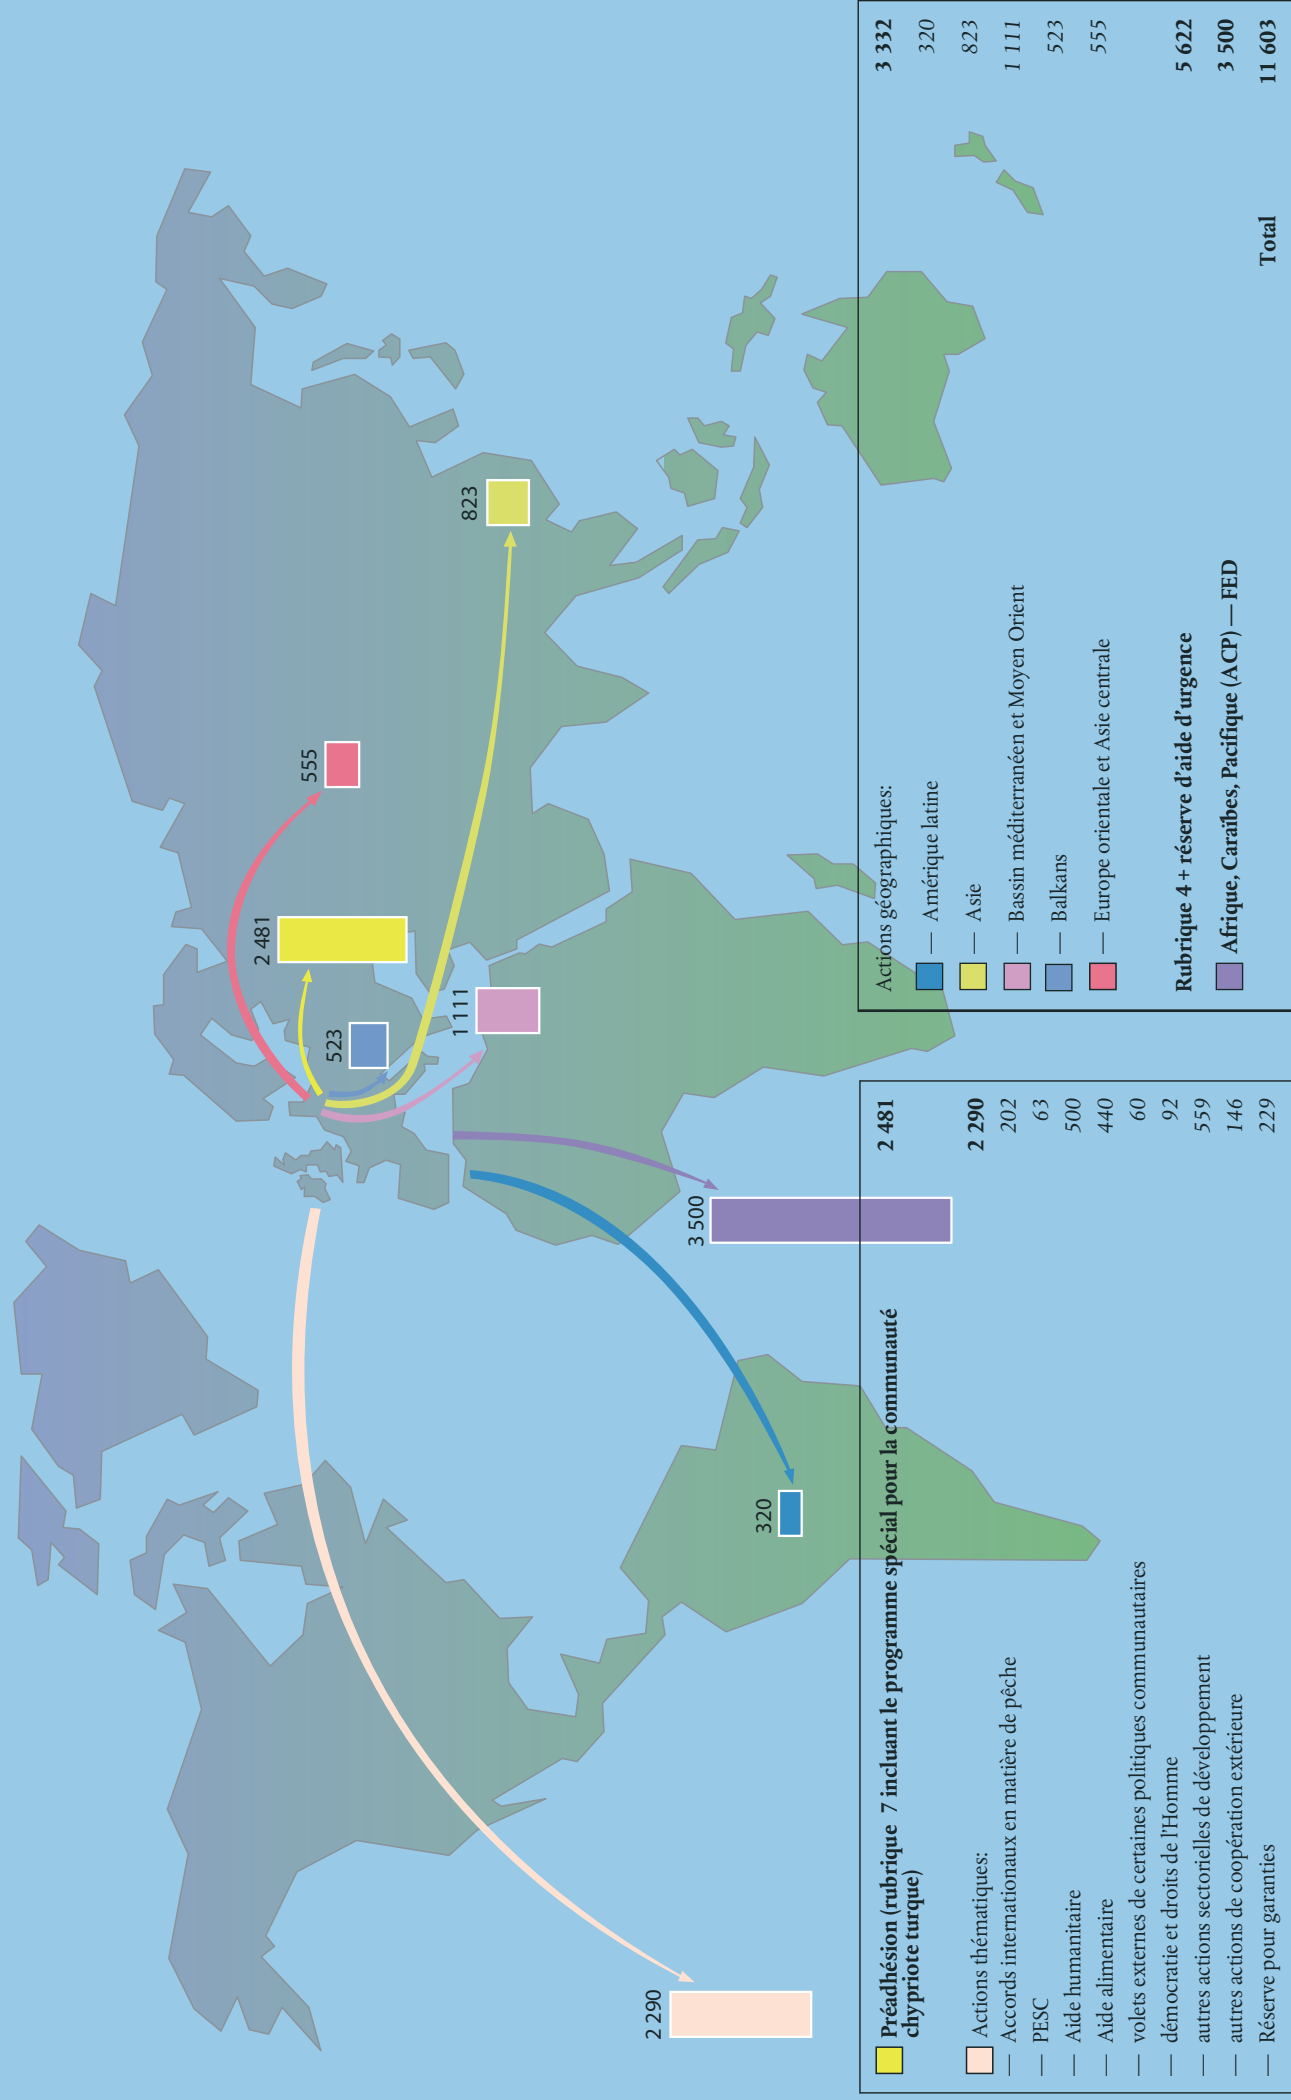 2 290
320
3 500
523
1 111
2 481
555
823
Préadhésion (rubrique 7 incluant le programme spécial pour la communauté 2 481
chypriote turque)
Actions thématiques: 2 290
— Accords internationaux en matière de pêche 202
— PESC 63
— Aide humanitaire 500
— Aide alimentaire 440
— volets externes de certaines politiques communautaires 60
— démocratie et droits de l'Homme 92
— autres actions sectorielles de développement 559
— autres actions de coopération extérieure 146
— Réserve pour garanties 229
Actions géographiques: 3 332
— Amérique latine 320
— Asie 823
— Bassin méditerranéen et Moyen Orient 1 111
— Balkans 523
— Europe orientale et Asie centrale 555
Rubrique 4 + réserve d'aide d'urgence 5 622
Afrique, Caraïbes, Pacifique (ACP) — FED 3 500
Total 11 603